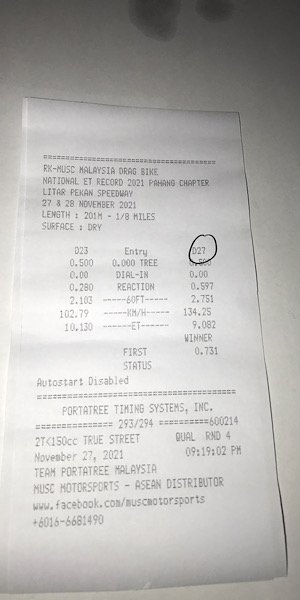 ====================================
RK-MUSC MALAYSIA DRAG BIKE
NATIONAL ET RECORD 2021 PAHANG CHAPTER
LITAR PEKAN SPEEDWAY
27 & 28 NOVEMBER 2021
LENGTH : 201M - 1/8 MILES
SURFACE : DRY
D23 Entry D27
0.500 0.000 TREE
0.00 DIAL-IN 0.00
0.280 REACTION 0.597
2.103 -----60FT----- 2.751
102.79 -----KM/H----- 134.25
10.130 ------ET------ 9.082
WINNER
FIRST 0.731
STATUS
Autostart Disabled
====================================
PORTATREE TIMING SYSTEMS, INC.
=============== 293/294 ==========600214
2T<150cc TRUE STREET QUAL RND 4
November 27, 2021 09:19:02 PM
TEAM PORTATREE MALAYSIA
MUSC MOTORSPORTS - ASEAN DISTRIBUTOR
www.facebook.com/muscmotorsports
+6016-6681490